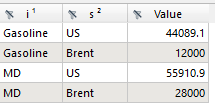 i 1 s 2 Value
Gasoline US 44089.1
Gasoline Brent 12000
MD US 55910.9
MD Brent 28000